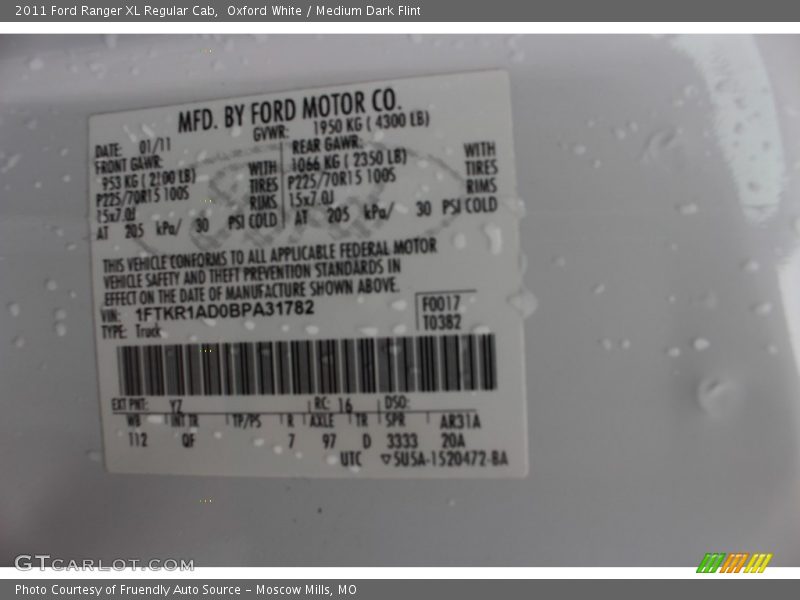 2011 Ford Ranger XL Regular Cab,  Oxford White / Medium Dark Flint
MFD. BY FORD MOTOR CO.
DATE: 01/11 GVWR: 1950 KG ( 4300 LB)
FRONT GAWR: REAR GAWR:
953 KG ( 2100 LB) WITH 1066 KG ( 2350 LB) WITH
P225/70R15 100S TIRES P225/70R15 100S TIRES
15x7.0J RIMS 15x7.0J RIMS
AT 205 kPa/ 30 PSI COLD AT 205 kPa/ 30 PSI COLD
THIS VEHICLE CONFORMS TO ALL APPLICABLE FEDERAL MOTOR
VEHICLE SAFETY AND THEFT PREVENTION STANDARDS IN
EFFECT ON THE DATE OF MANUFACTURE SHOWN ABOVE.
VIN: 1FTKR1AD0BPA31782 F0017
TYPE: Truck T0382
EXT PNT: YZ RC: 16 DSO:
WB INT TR TP/PS R AXLE TR SPR AR31A
112 QF 7 97 D 3333 20A
UTC ▽5U5A-1520472-BA
GTCARLOT.COM
Photo Courtesy of Fruendly Auto Source – Moscow Mills, MO